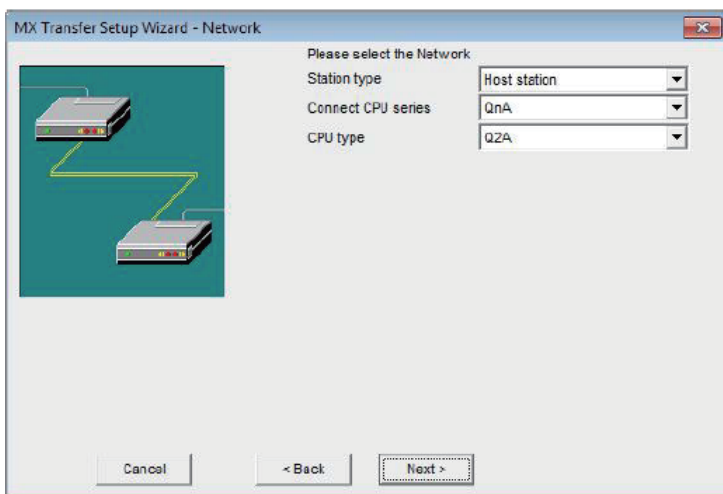 MX Transfer Setup Wizard - Network
Please select the Network
Station type Host station
Connect CPU series QnA
CPU type Q2A
Cancel < Back Next >